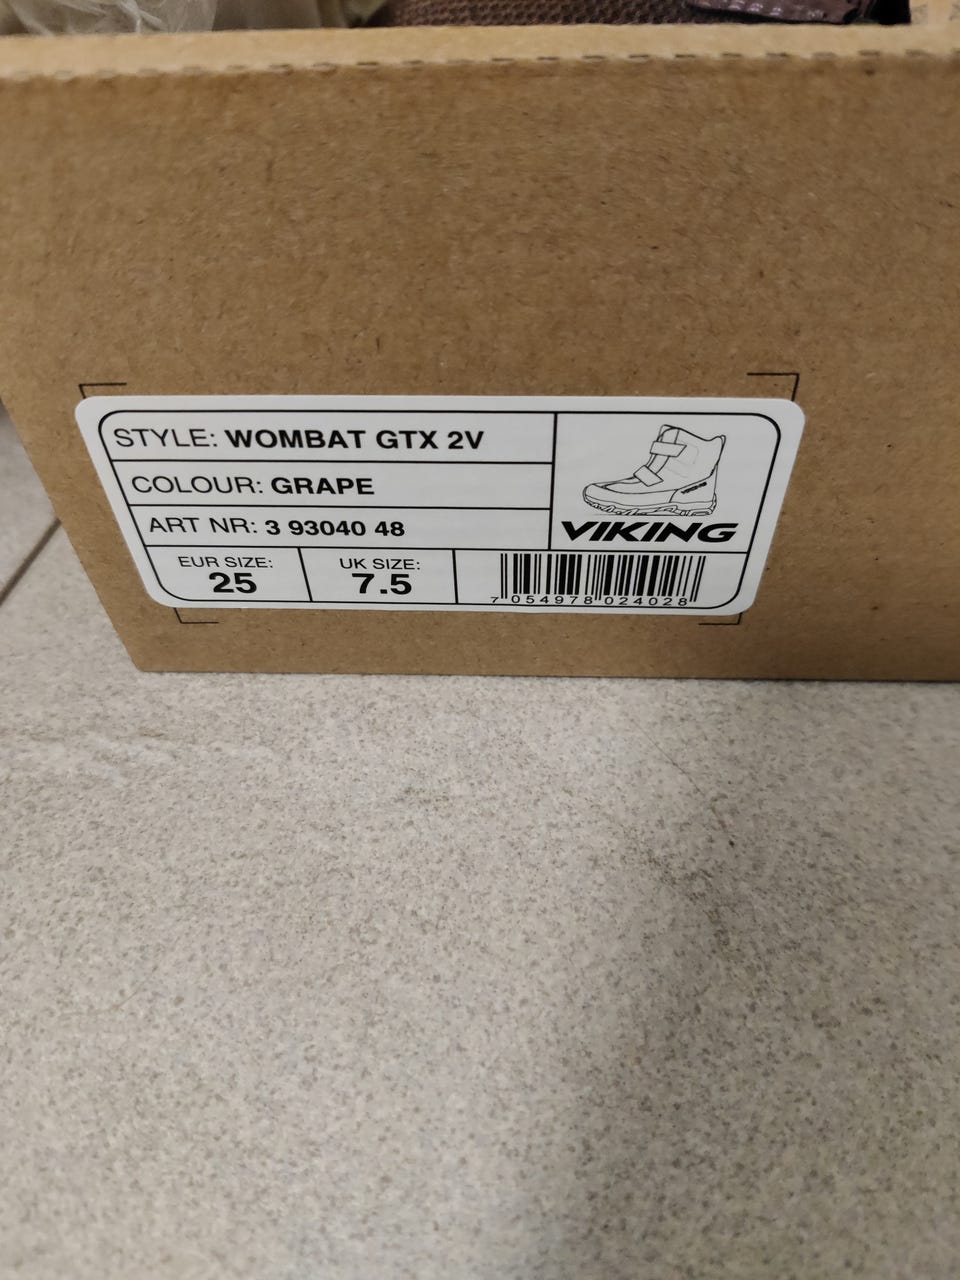 STYLE: WOMBAT GTX 2V
COLOUR: GRAPE
ART NR: 3 93040 48
VIKING
EUR SIZE:
25
UK SIZE:
7.5
7 054978 024028